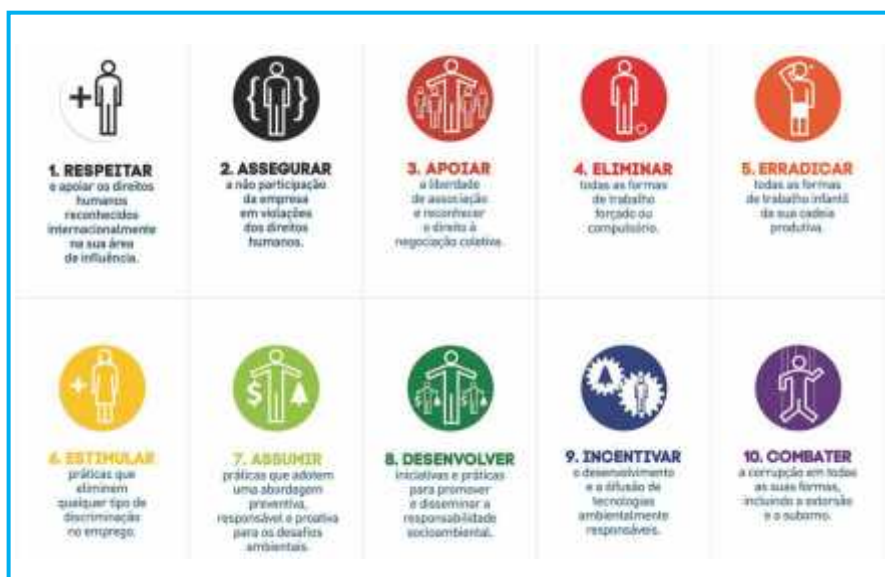 1. RESPEITAR
e apoiar os direitos
humanos
reconhecidos
internacionalmente
na sua área
de influência.
2. ASSEGURAR
a não participação
da empresa
em violações
dos direitos
humanos.
3. APOIAR
a liberdade
de associação
e reconhecer
o direito à
negociação coletiva.
4. ELIMINAR
todas as formas
de trabalho
forçado ou
compulsório.
5. ERRADICAR
todas as formas
de trabalho infantil
da sua cadeia
produtiva.
6. ESTIMULAR
práticas que
eliminem
qualquer tipo de
discriminação
no emprego.
7. ASSUMIR
práticas que adotem
uma abordagem
preventiva,
responsável e proativa
para os desafios
ambientais.
8. DESENVOLVER
iniciativas e práticas
para promover
e disseminar a
responsabilidade
socioambiental.
9. INCENTIVAR
o desenvolvimento
e a difusão de
tecnologias
ambientalmente
responsáveis.
10. COMBATER
a corrupção em todas
as suas formas,
incluindo a extorsão
e o suborno.